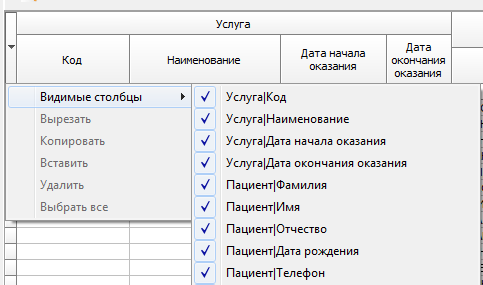 Услуга
Код
Наименование
Дата начала
оказания
Дата
окончания
оказания
Видимые столбцы
Вырезать
Копировать
Вставить
Удалить
Выбрать все
Услуга|Код
Услуга|Наименование
Услуга|Дата начала оказания
Услуга|Дата окончания оказания
Пациент|Фамилия
Пациент|Имя
Пациент|Отчество
Пациент|Дата рождения
Пациент|Телефон